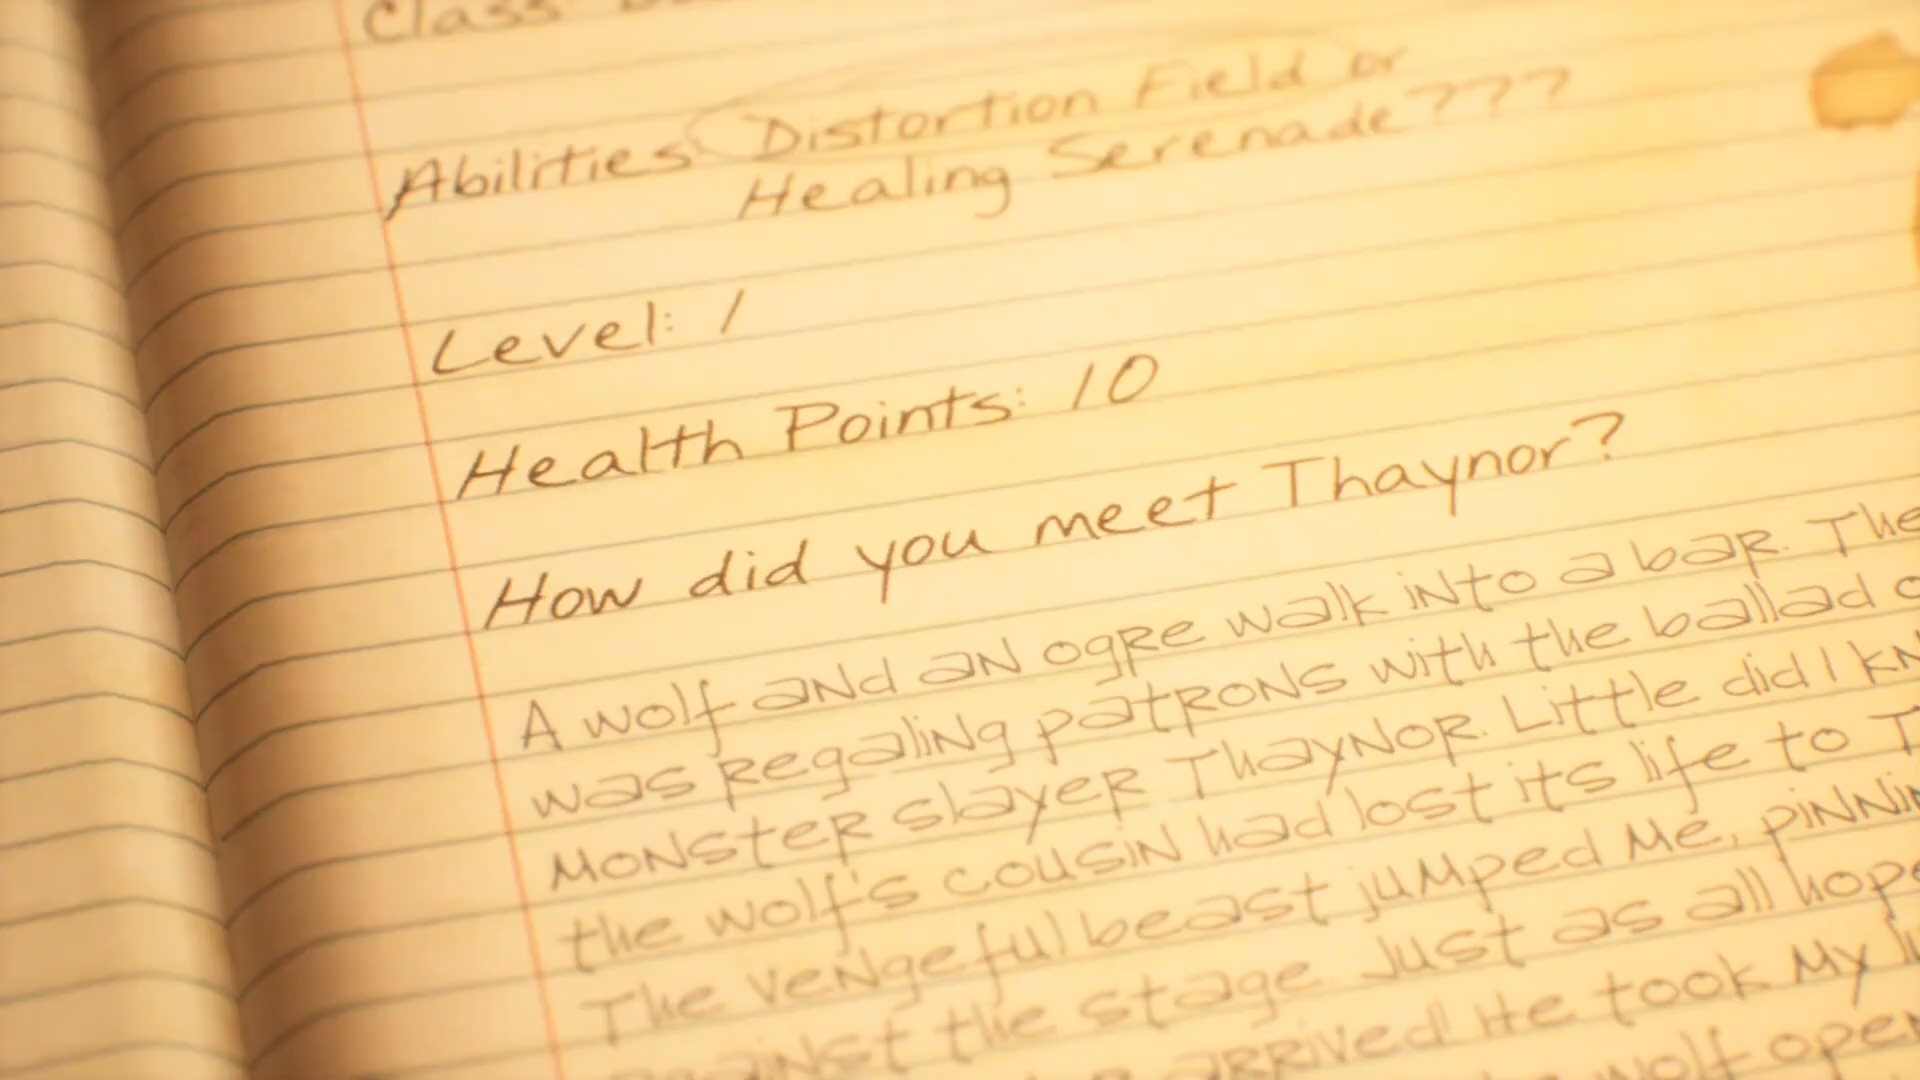 Class
Abilities Distortion Field or
Healing Serenade???
Level: 1
Health Points: 10
How did you meet Thaynor?
A wolf and an ogre walk into a bar. The
was regaling patrons with the ballad
monster slayer Thaynor. Little did I
the wolf's cousin had lost its life to
The vengeful beast jumped me,
against the stage. Just as all
arrived! He took my
wolf